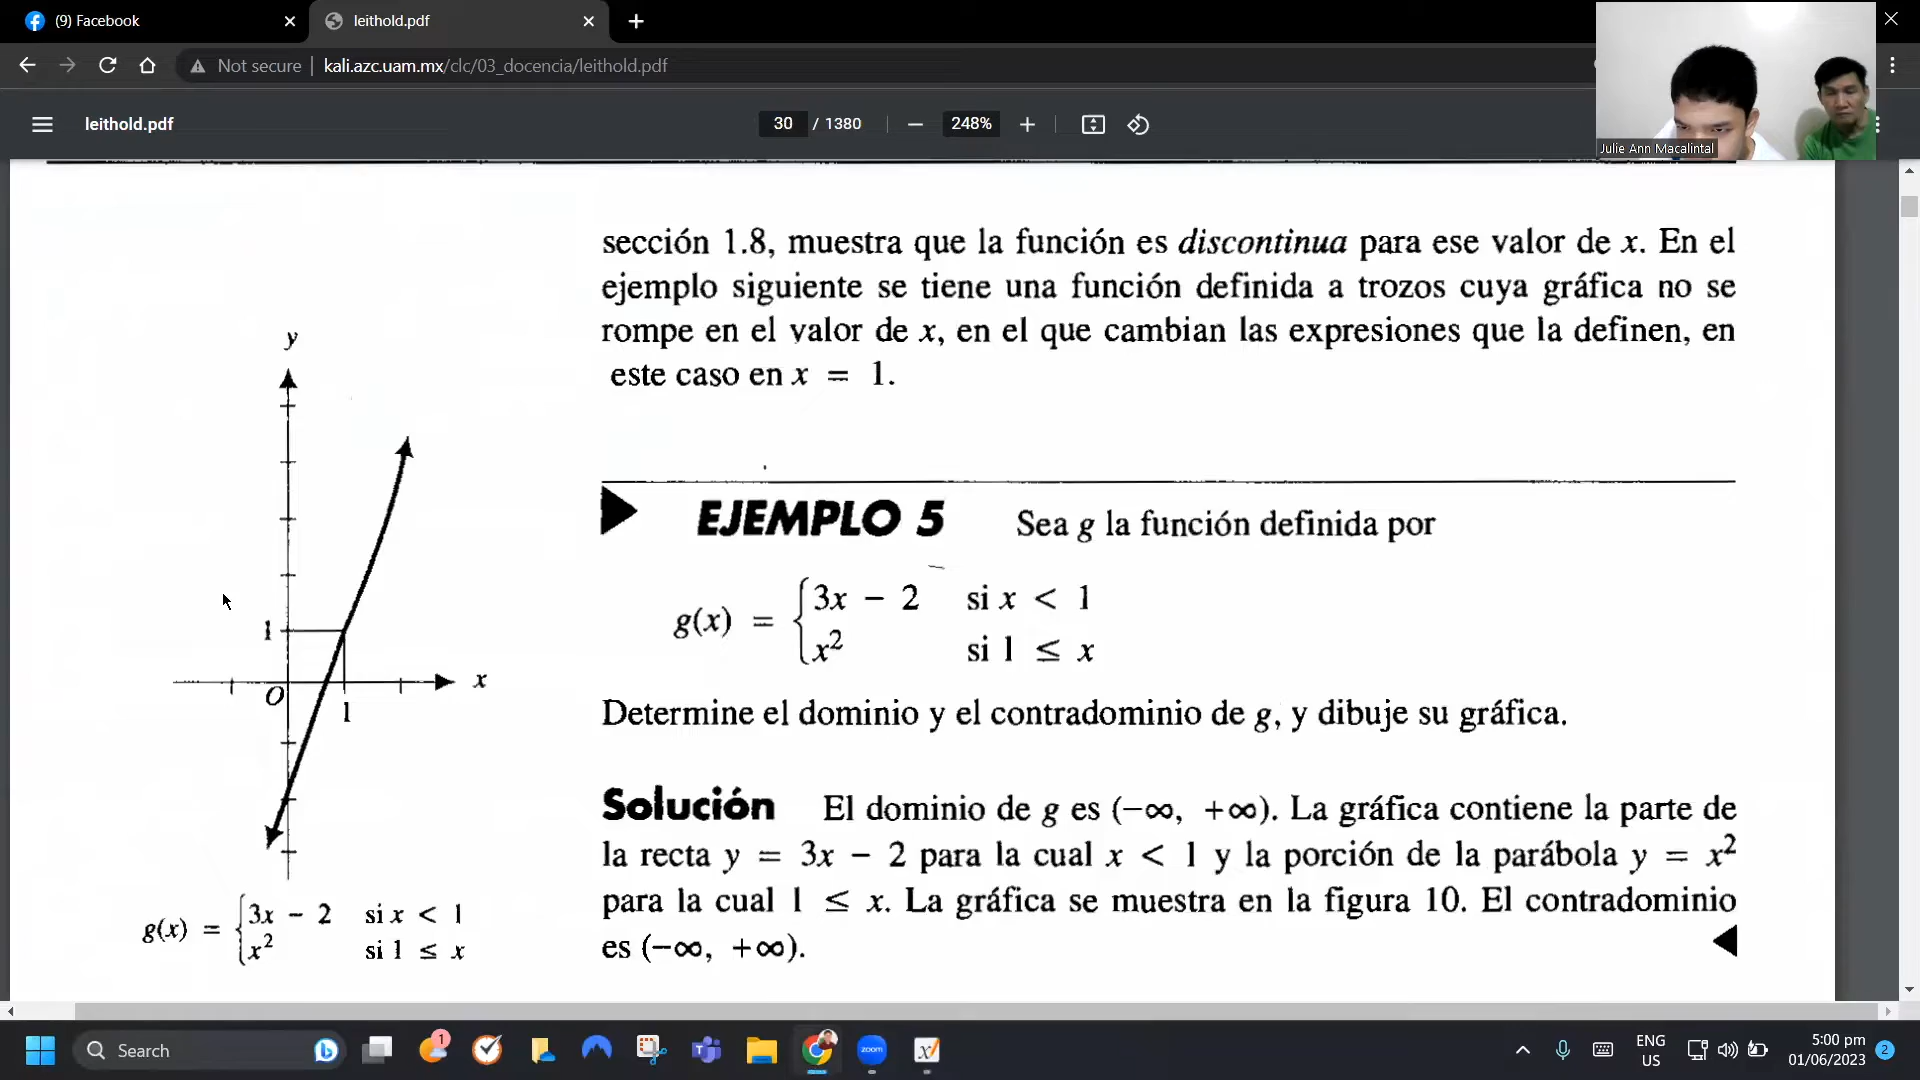 (9) Facebook
leithold.pdf
Not secure
kali.azc.uam.mx/clc/03_docencia/leithold.pdf
leithold.pdf
30 / 1380
248%
Julie Ann Macalintal
sección 1.8, muestra que la función es discontinua para ese valor de x. En el
ejemplo siguiente se tiene una función definida a trozos cuya gráfica no se
rompe en el valor de x, en el que cambian las expresiones que la definen, en
este caso en x = 1.
y
1
O
1
x
g(x) = { 3x − 2 si x < 1
x² si 1 ≤ x
EJEMPLO 5 Sea g la función definida por
g(x) = { 3x − 2 si x < 1
x² si 1 ≤ x
Determine el dominio y el contradominio de g, y dibuje su gráfica.
Solución El dominio de g es (−∞, +∞). La gráfica contiene la parte de
la recta y = 3x − 2 para la cual x < 1 y la porción de la parábola y = x²
para la cual 1 ≤ x. La gráfica se muestra en la figura 10. El contradominio
es (−∞, +∞).
Search
1
zoom
ENG
US
5:00 pm
01/06/2023
2